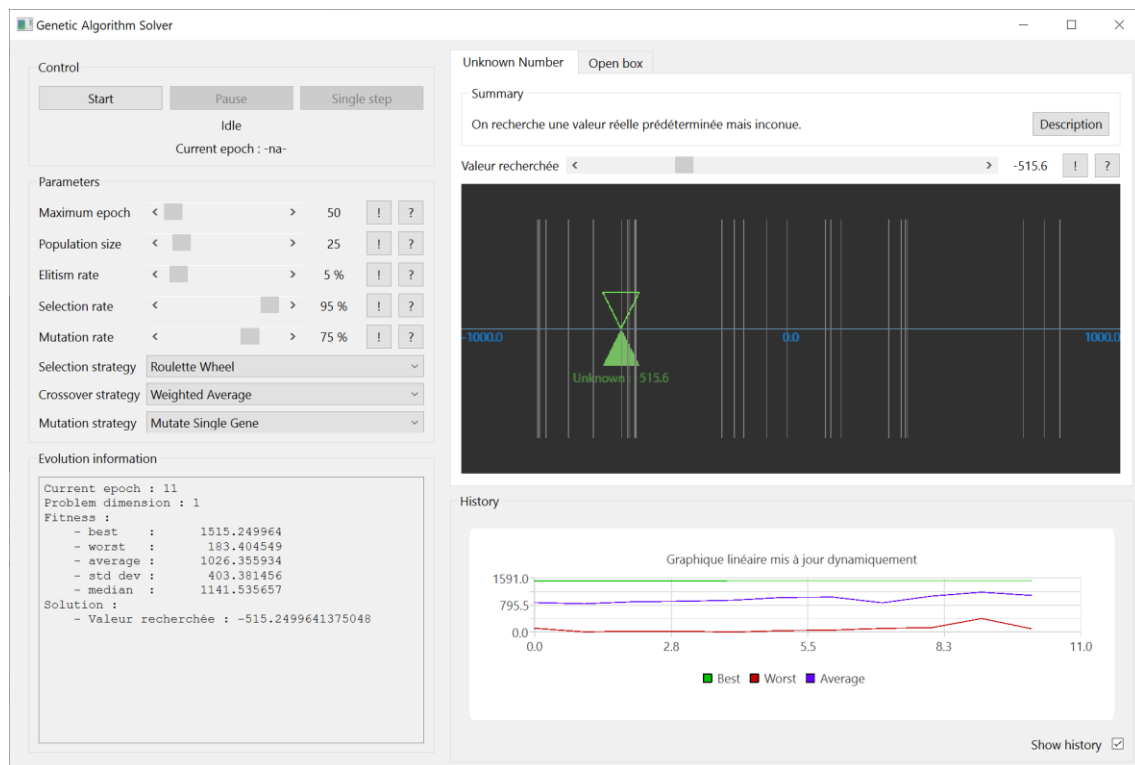 Genetic Algorithm Solver
Control
Start Pause Single step
Idle
Current epoch : -na-
Parameters
Maximum epoch < > 50 ! ?
Population size < > 25 ! ?
Elitism rate < > 5 % ! ?
Selection rate < > 95 % ! ?
Mutation rate < > 75 % ! ?
Selection strategy Roulette Wheel
Crossover strategy Weighted Average
Mutation strategy Mutate Single Gene
Evolution information
Current epoch : 11
Problem dimension : 1
Fitness :
- best : 1515.249964
- worst : 183.404549
- average : 1026.355934
- std dev : 403.381456
- median : 1141.535657
Solution :
- Valeur recherchée : -515.2499641375048
Unknown Number Open box
Summary
On recherche une valeur réelle prédéterminée mais inconue.
Description
Valeur recherchée < > -515.6 ! ?
-1000.0 0.0 1000.0
Unknown : -515.6
History
Graphique linéaire mis à jour dynamiquement
1591.0
795.5
0.0
0.0 2.8 5.5 8.3 11.0
Best Worst Average
Show history